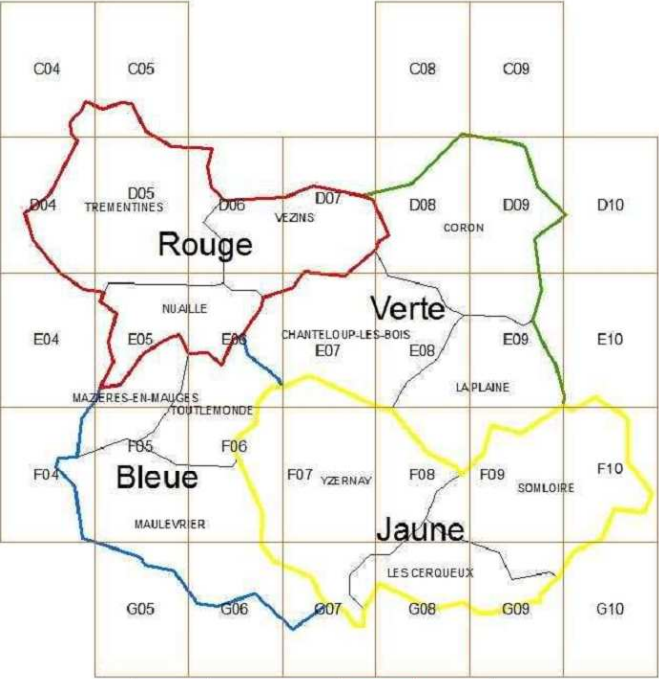 C04 C05 C08 C09
D04 D05 D06 D07 D08 D09 D10
TREMENTINES VEZINS CORON
Rouge
NUAILLE Verte
CHANTELOUP-LES-BOIS
E04 E05 E06 E07 E08 E09 E10
LA PLAINE
MAZIERES-EN-MAUGES
TOUTLEMONDE
F04 F05 F06 F07 F08 F09 F10
Bleue YZERNAY SOMLOIRE
MAULEVRIER Jaune
LES CERQUEUX
G05 G06 G07 G08 G09 G10